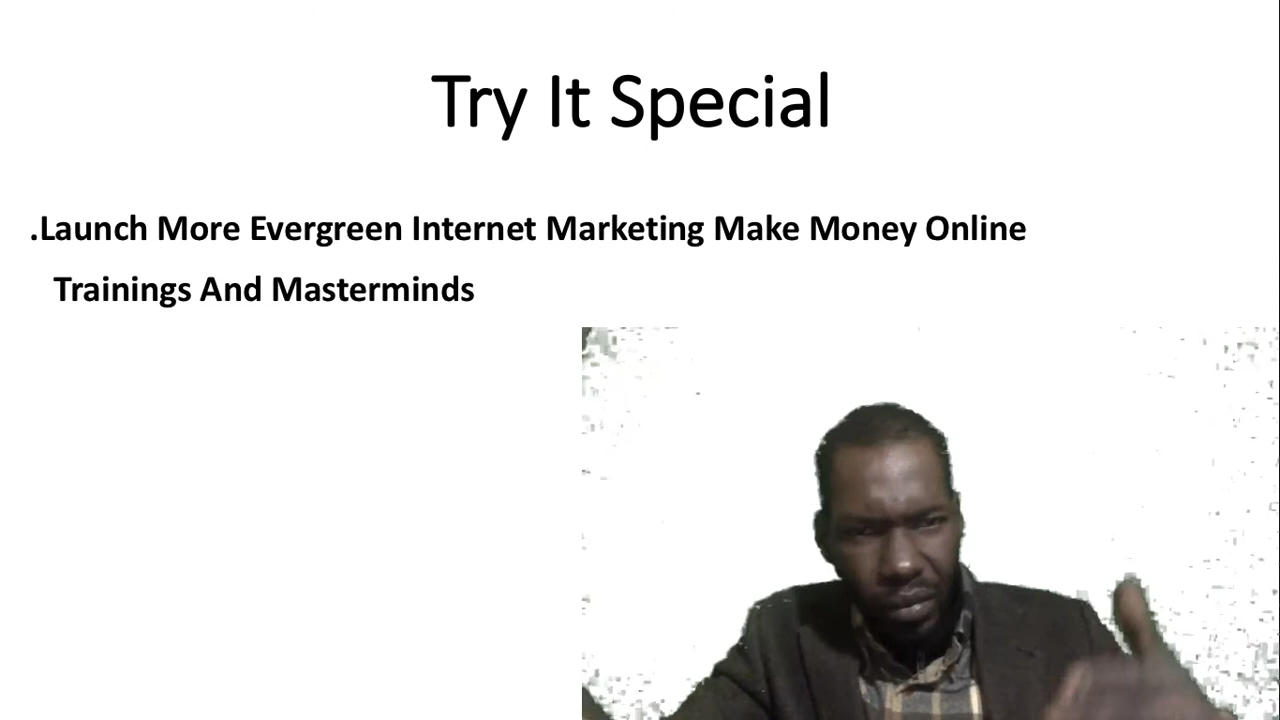 Try It Special
.Launch More Evergreen Internet Marketing Make Money Online
Trainings And Masterminds